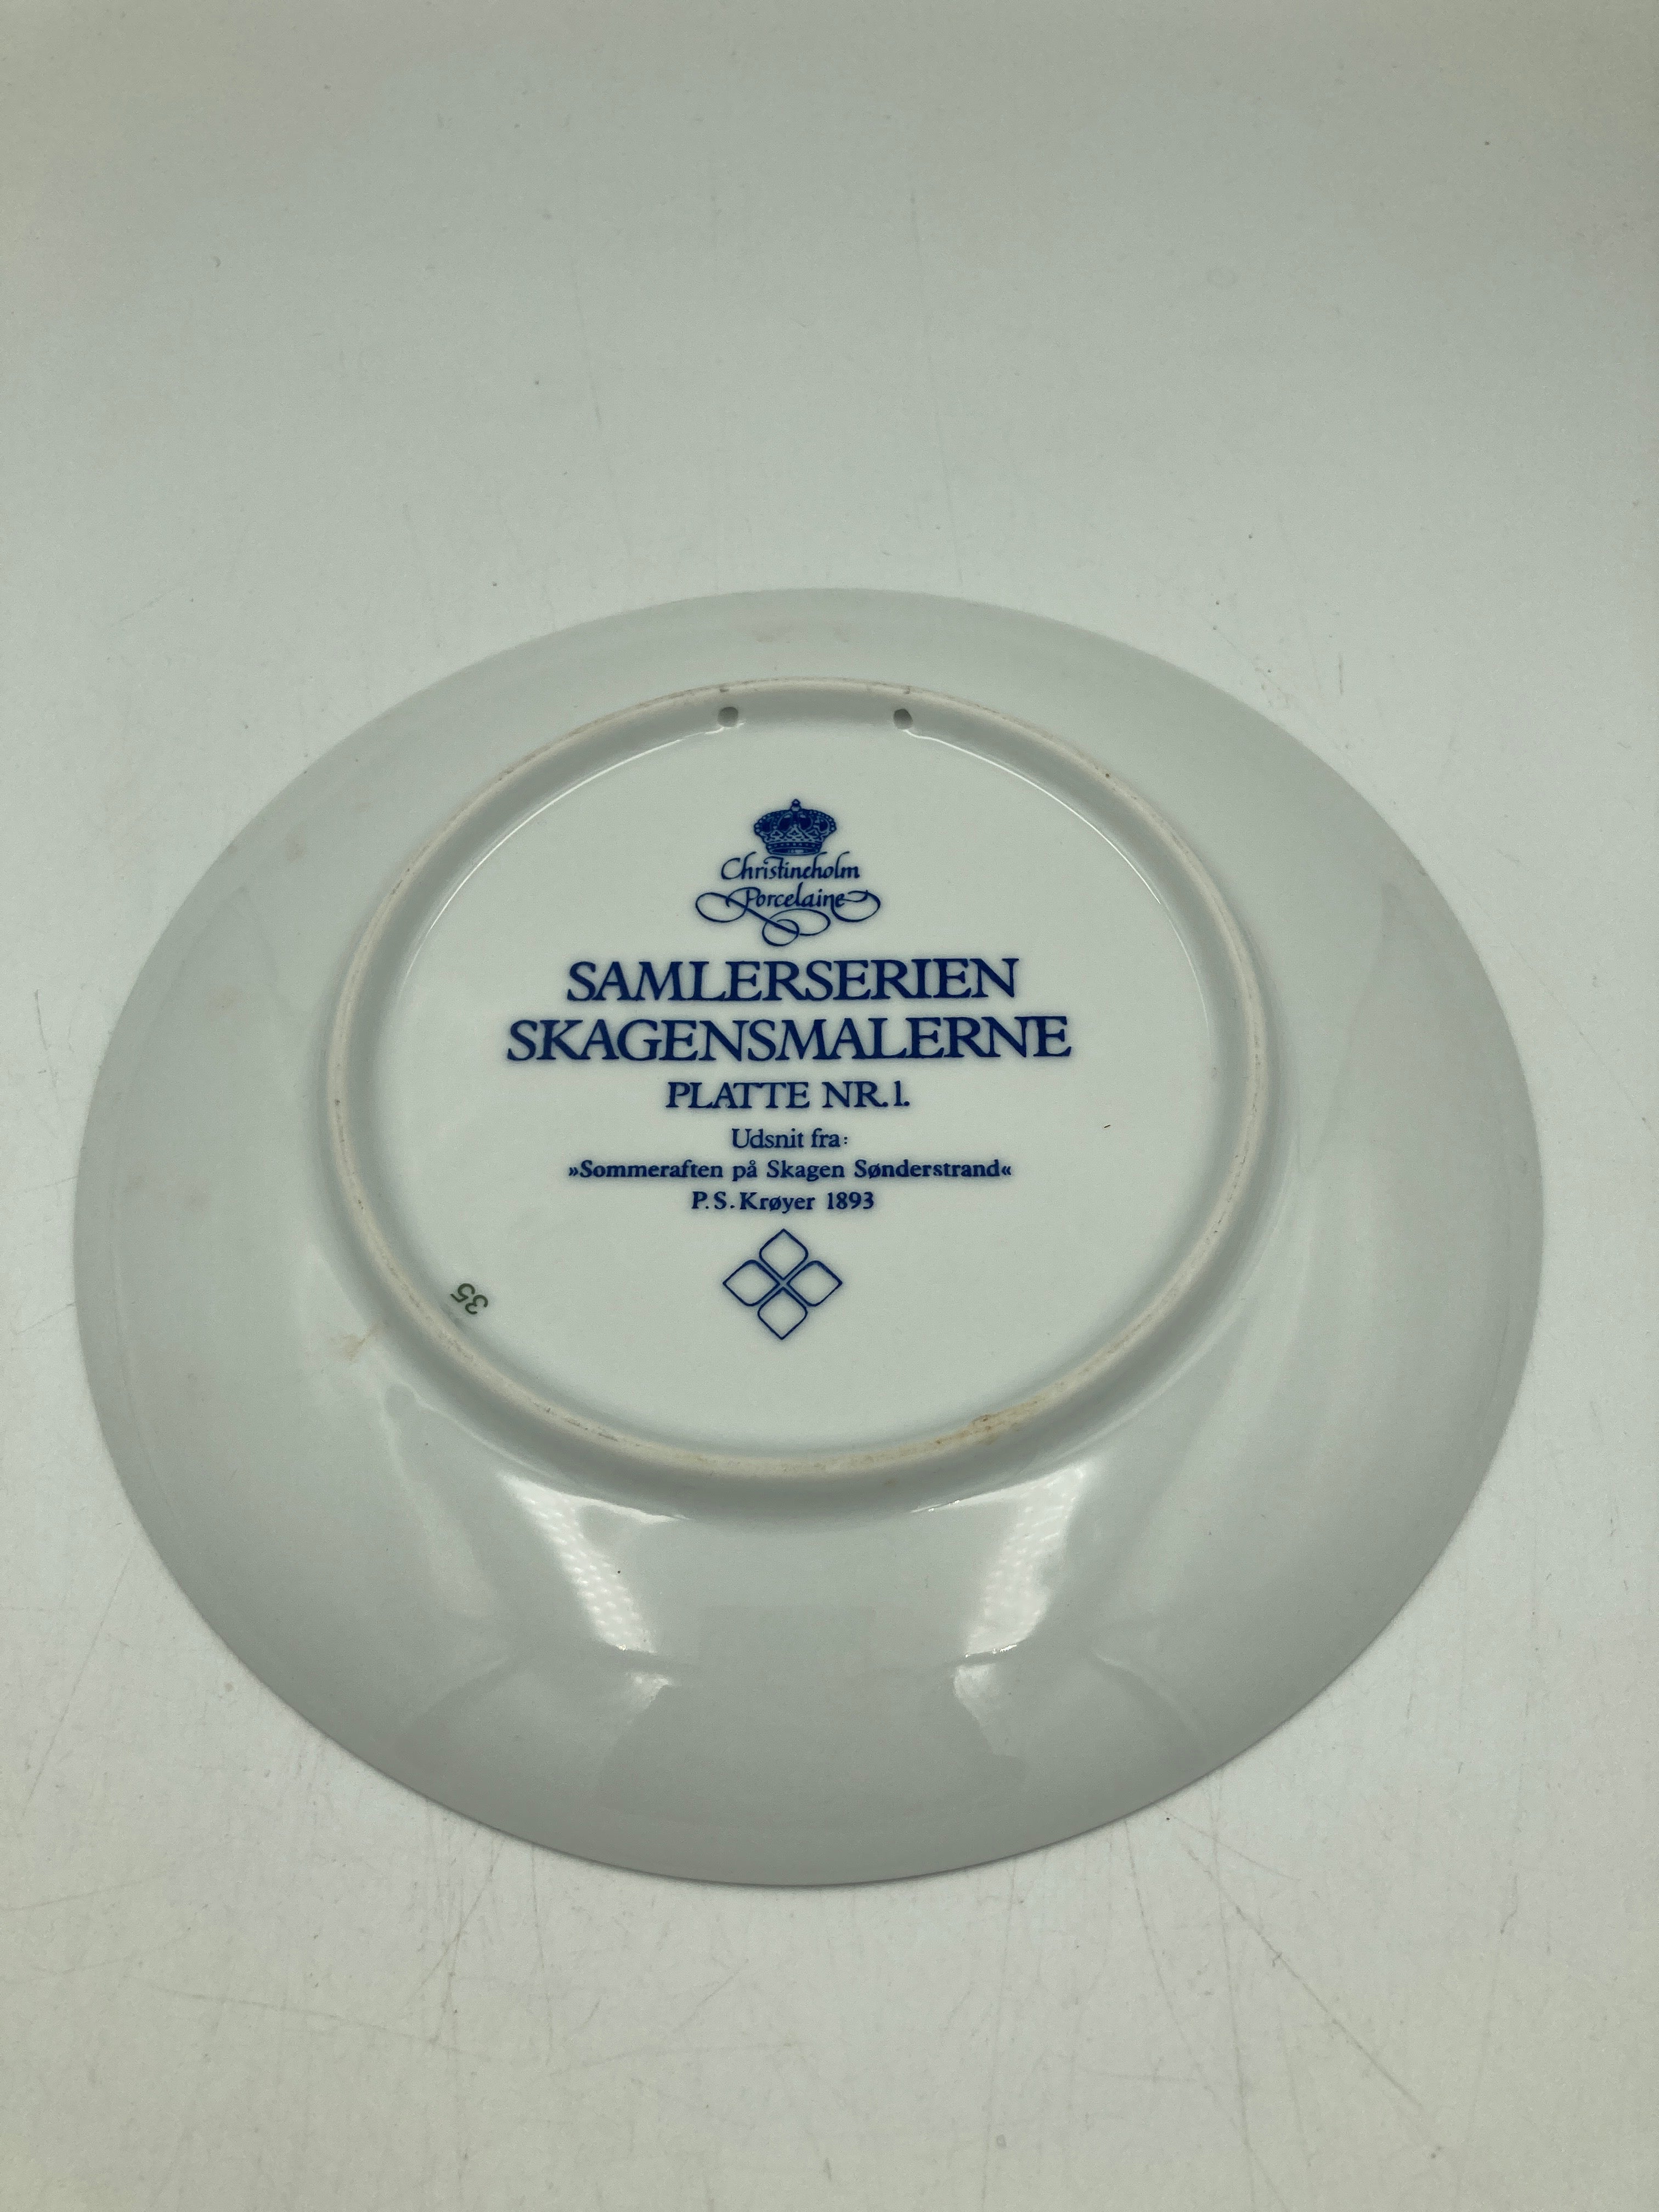 Christineholm
Porcelaine
SAMLERSERIEN
SKAGENSMALERNE
PLATTE NR.1.
Udsnit fra:
»Sommeraften på Skagen Sønderstrand«
P.S.Krøyer 1893
35